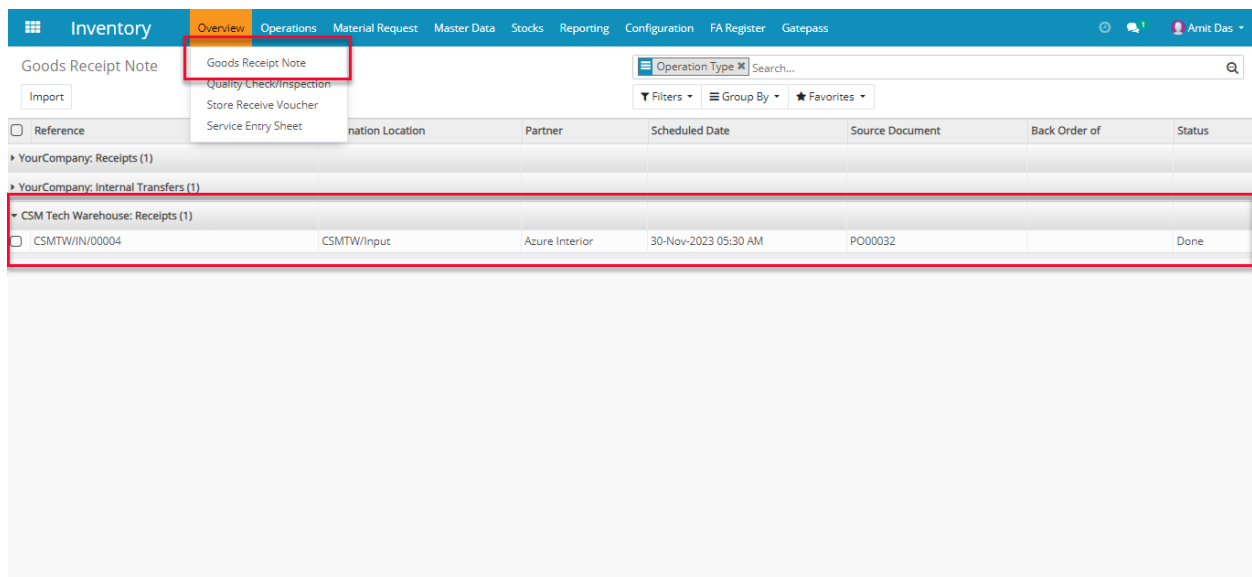 Inventory Overview Operations Material Request Master Data Stocks Reporting Configuration FA Register Gatepass 1 Amit Das
Goods Receipt Note
Goods Receipt Note
Quality Check/Inspection
Store Receive Voucher
Service Entry Sheet
Operation Type Search...
Import
Filters Group By Favorites
Reference nation Location Partner Scheduled Date Source Document Back Order of Status
YourCompany: Receipts (1)
YourCompany: Internal Transfers (1)
CSM Tech Warehouse: Receipts (1)
CSMTW/IN/00004 CSMTW/Input Azure Interior 30-Nov-2023 05:30 AM PO00032 Done